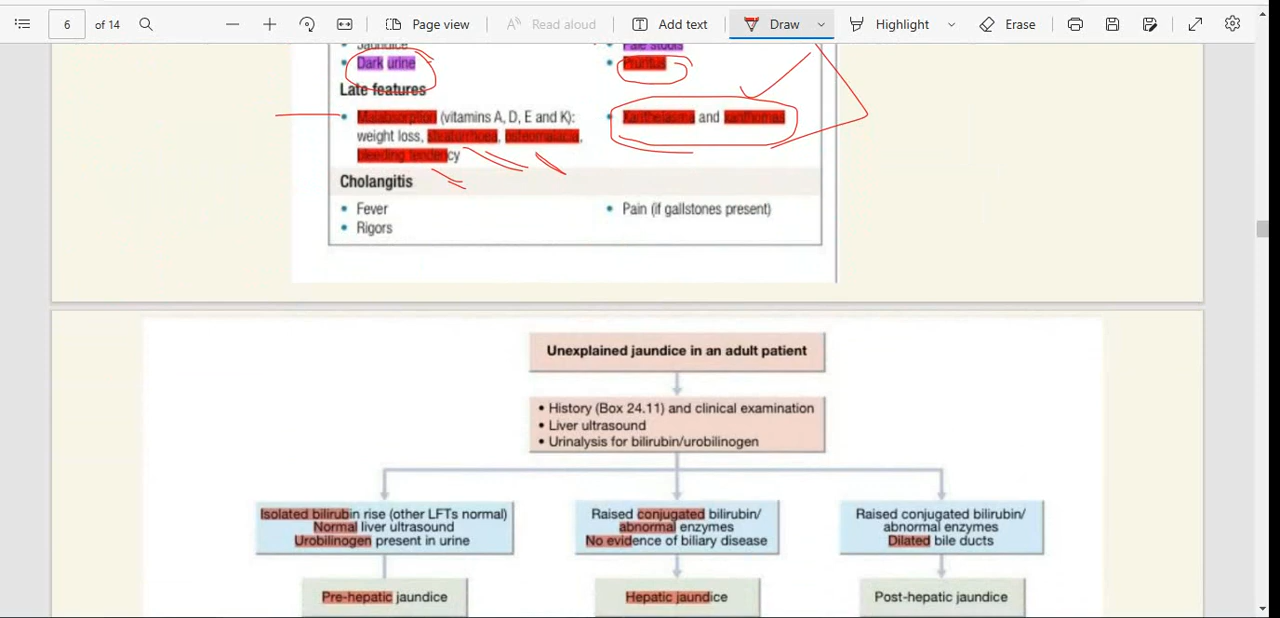 6 of 14 Page view Read aloud Add text Draw Highlight Erase
• Jaundice • Pale stools
• Dark urine • Pruritus
Late features
• Malabsorption (vitamins A, D, E and K): • Xanthelasma and xanthomas
weight loss, steatorrhoea, osteomalacia,
bleeding tendency
Cholangitis
• Fever • Pain (if gallstones present)
• Rigors
Unexplained jaundice in an adult patient
• History (Box 24.11) and clinical examination
• Liver ultrasound
• Urinalysis for bilirubin/urobilinogen
Isolated bilirubin rise (other LFTs normal)
Normal liver ultrasound
Urobilinogen present in urine
Raised conjugated bilirubin/
abnormal enzymes
No evidence of biliary disease
Raised conjugated bilirubin/
abnormal enzymes
Dilated bile ducts
Pre-hepatic jaundice
Hepatic jaundice
Post-hepatic jaundice